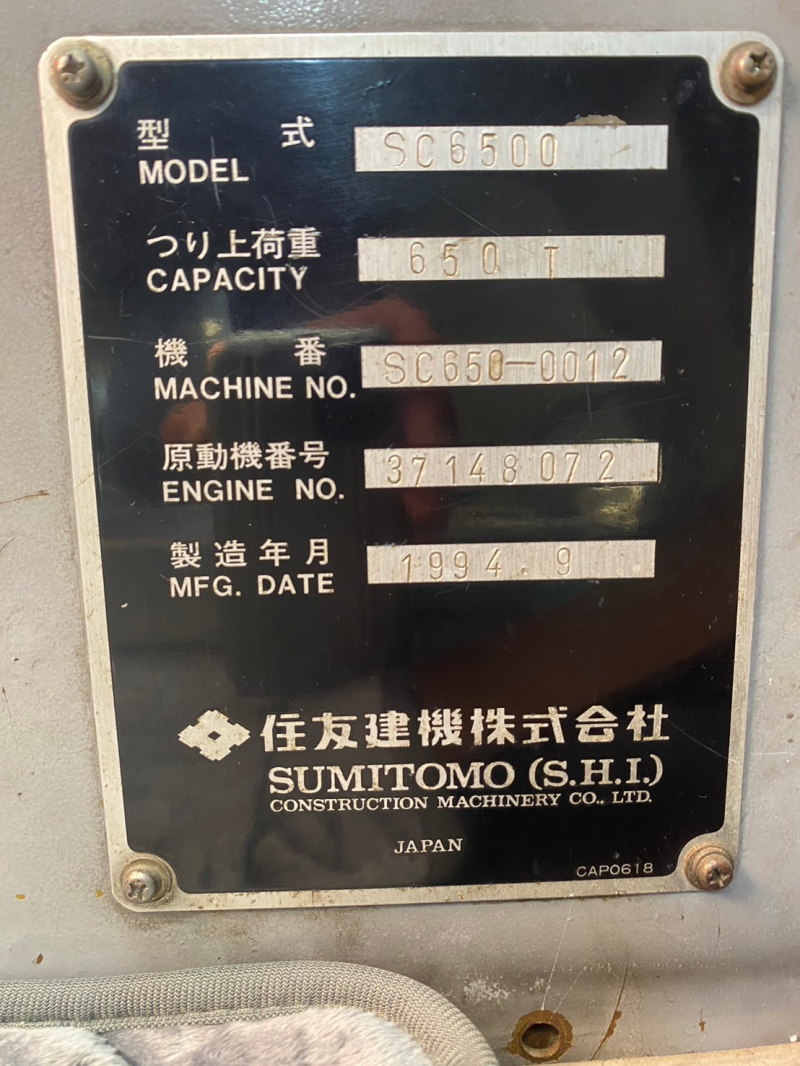 型 式 SC6500
MODEL
つり上荷重 650 T
CAPACITY
機 番 SC650-0012
MACHINE NO.
原動機番号 37148072
ENGINE NO.
製造年月 1994.9
MFG. DATE
住友建機株式会社
SUMITOMO (S.H.I.)
CONSTRUCTION MACHINERY CO., LTD.
JAPAN
CAP0618